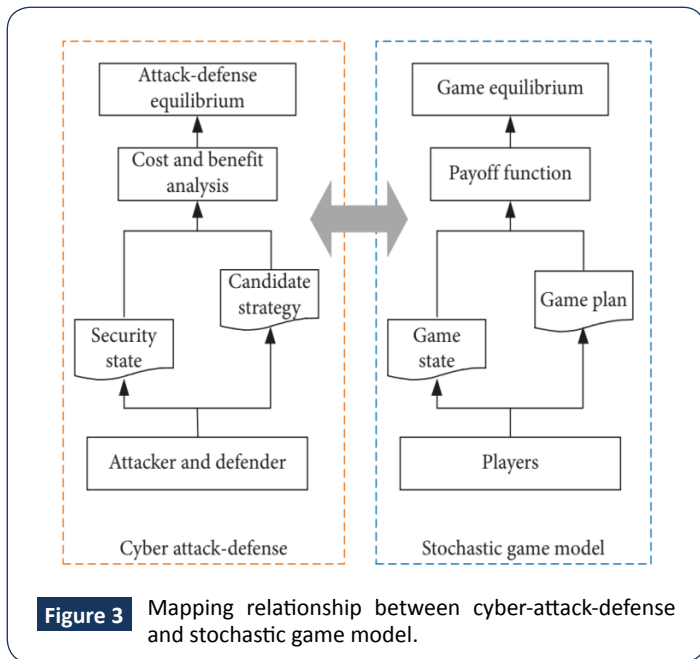 Attack-defense
equilibrium
Cost and benefit
analysis
Candidate
strategy
Security
state
Attacker and defender
Cyber attack-defense
Game equilibrium
Payoff function
Game plan
Game
state
Players
Stochastic game model
Figure 3 Mapping relationship between cyber-attack-defense
and stochastic game model.